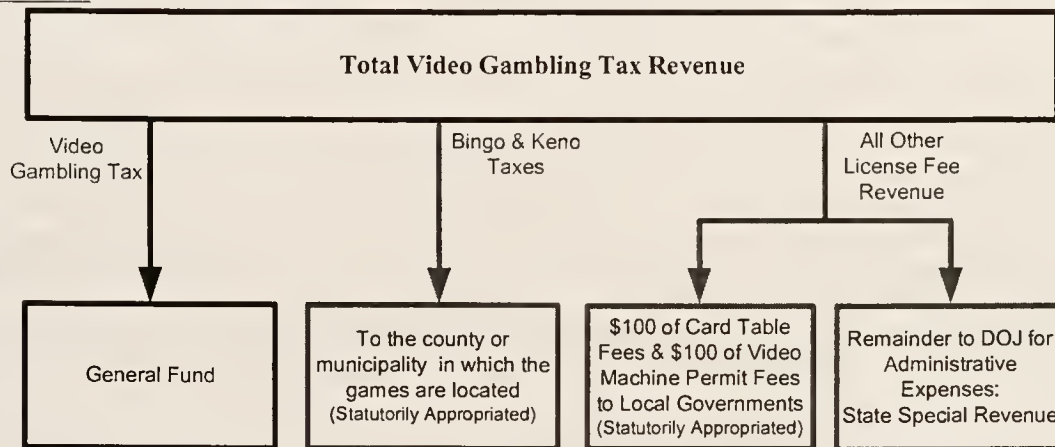 Total Video Gambling Tax Revenue
Video
Gambling Tax
Bingo & Keno
Taxes
All Other
License Fee
Revenue
General Fund
To the county or
municipality in which the
games are located
(Statutorily Appropriated)
$100 of Card Table
Fees & $100 of Video
Machine Permit Fees
to Local Governments
(Statutorily Appropriated)
Remainder to DOJ for
Administrative
Expenses:
State Special Revenue